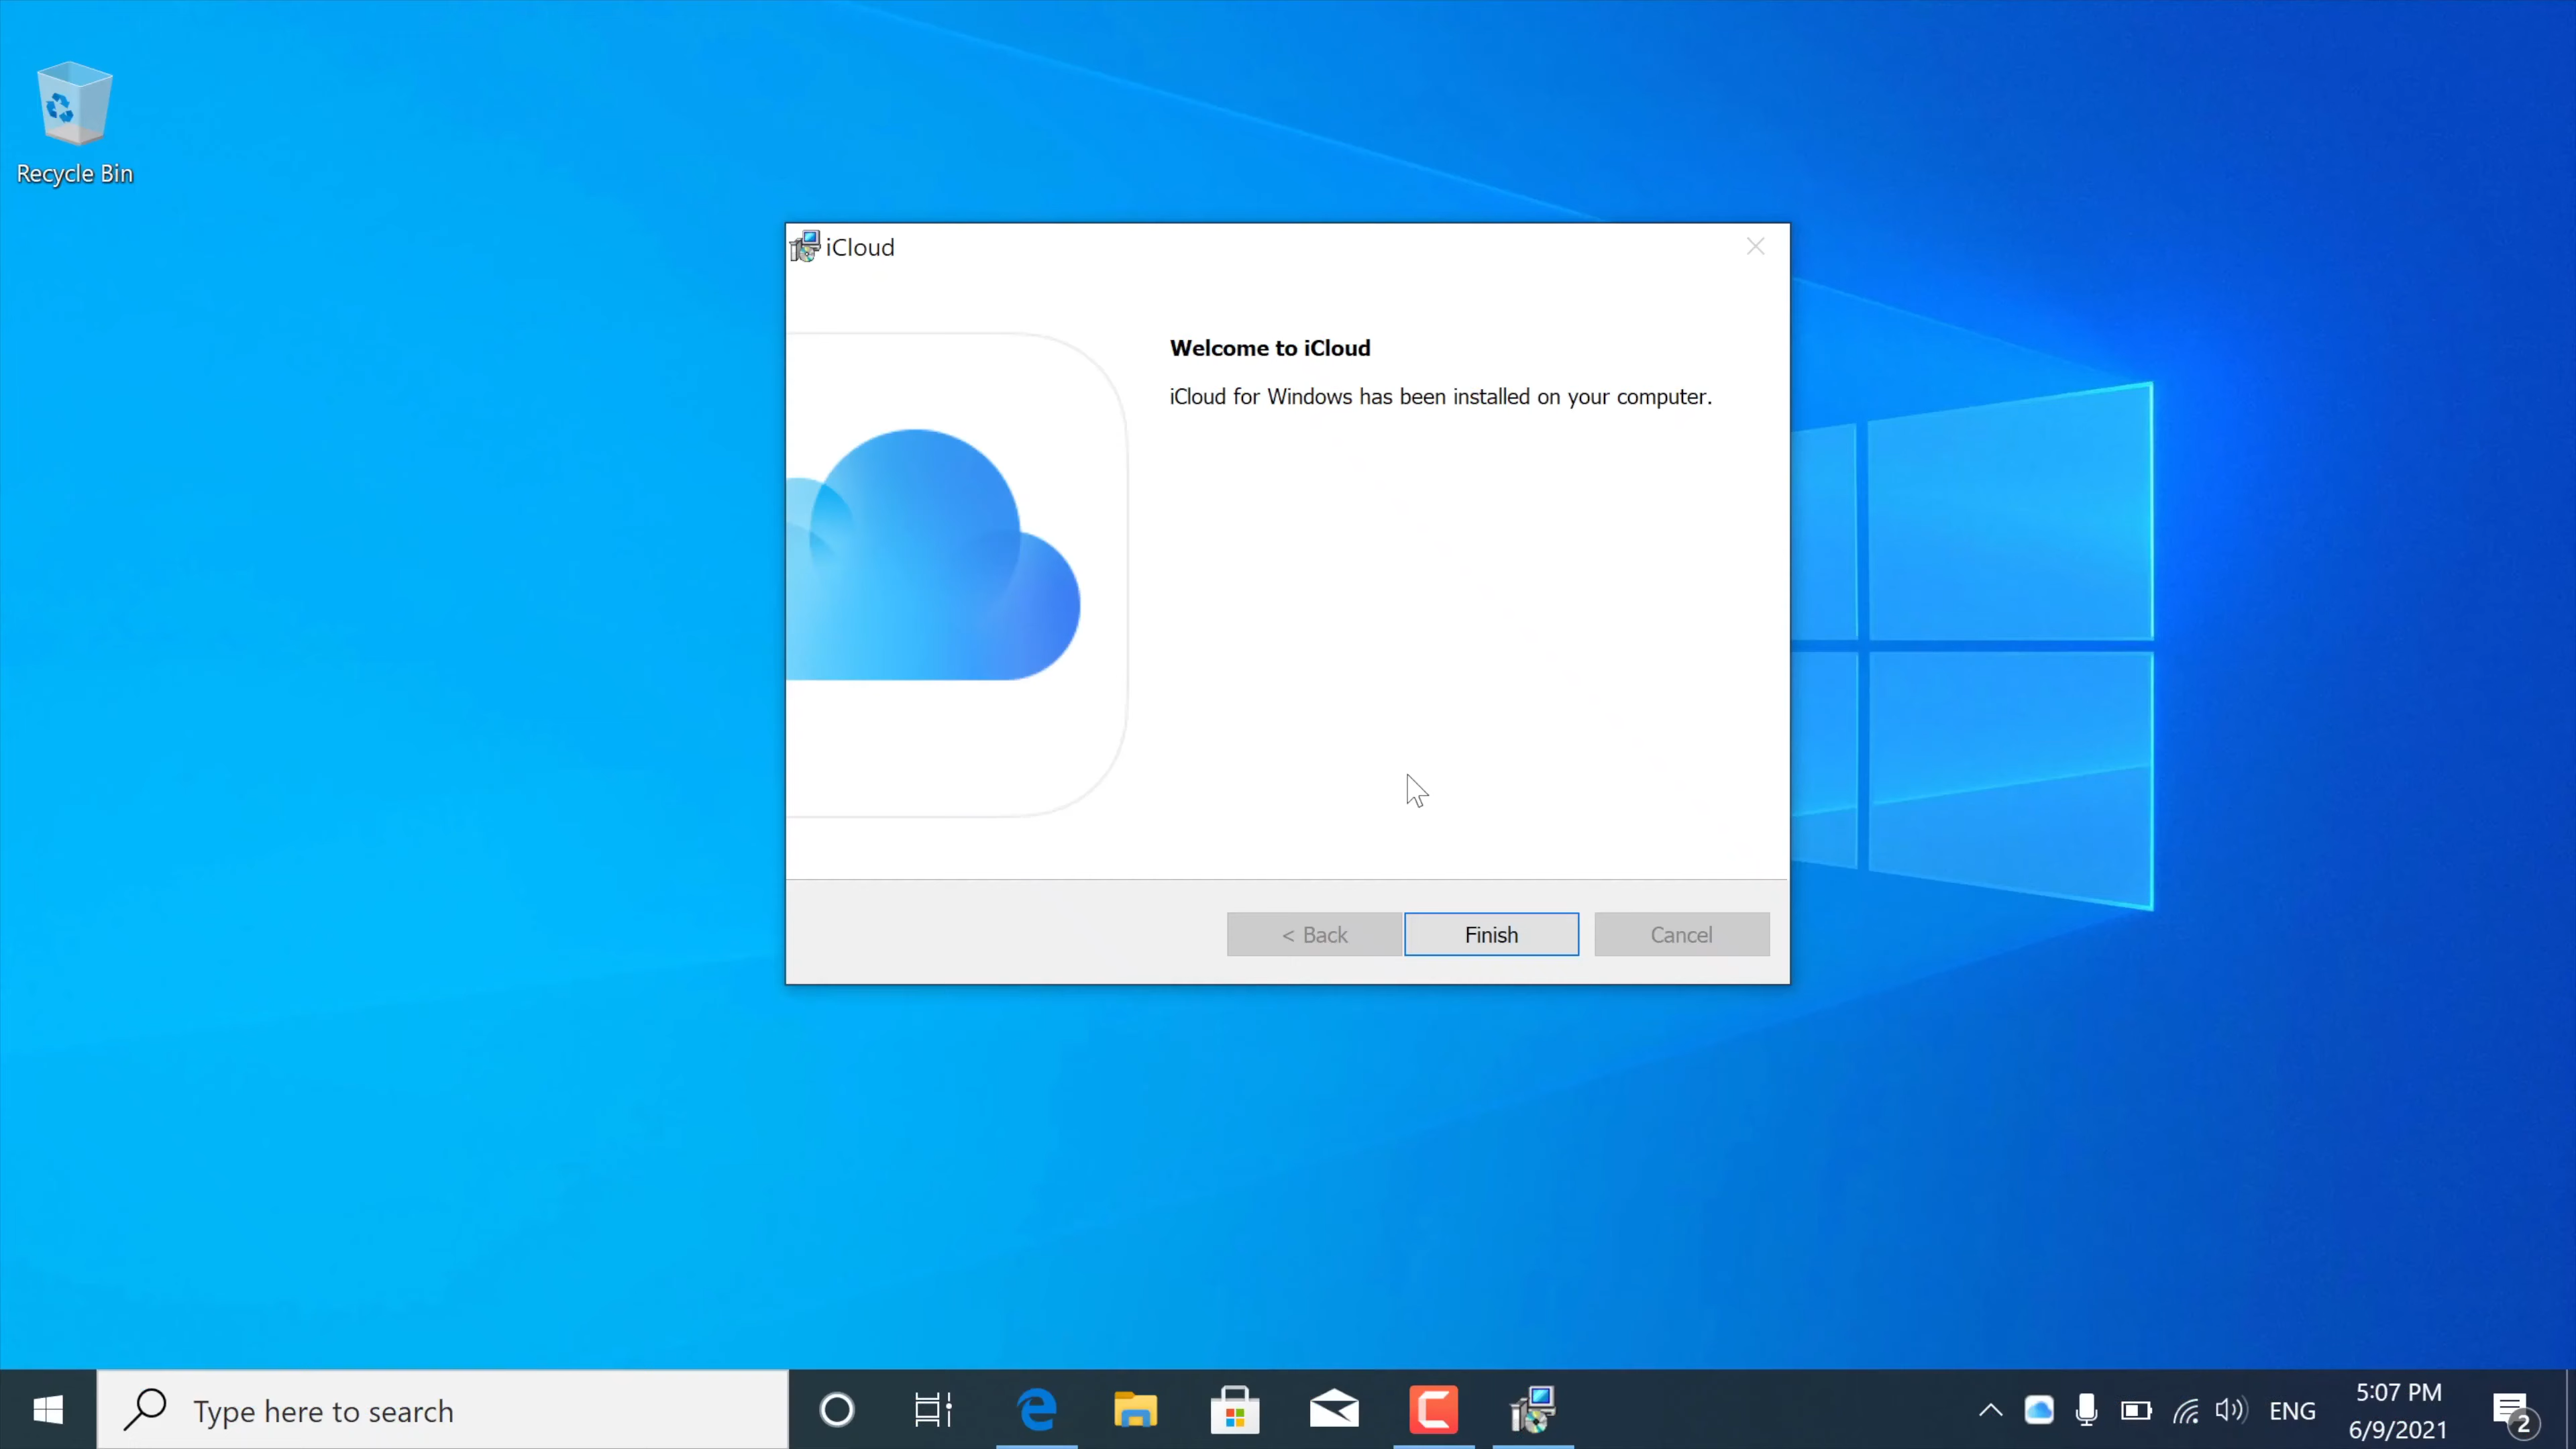 Recycle Bin
iCloud
Welcome to iCloud
iCloud for Windows has been installed on your computer.
< Back
Finish
Cancel
Type here to search
ENG
5:07 PM
6/9/2021
2